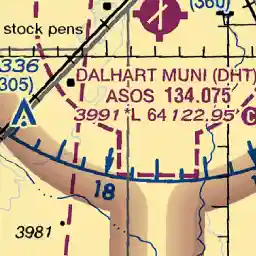 (360)
stock pens
336
305)
DALHART MUNI (DHT)
ASOS 134.075
3991 *L 64 122.95 C
18
3981